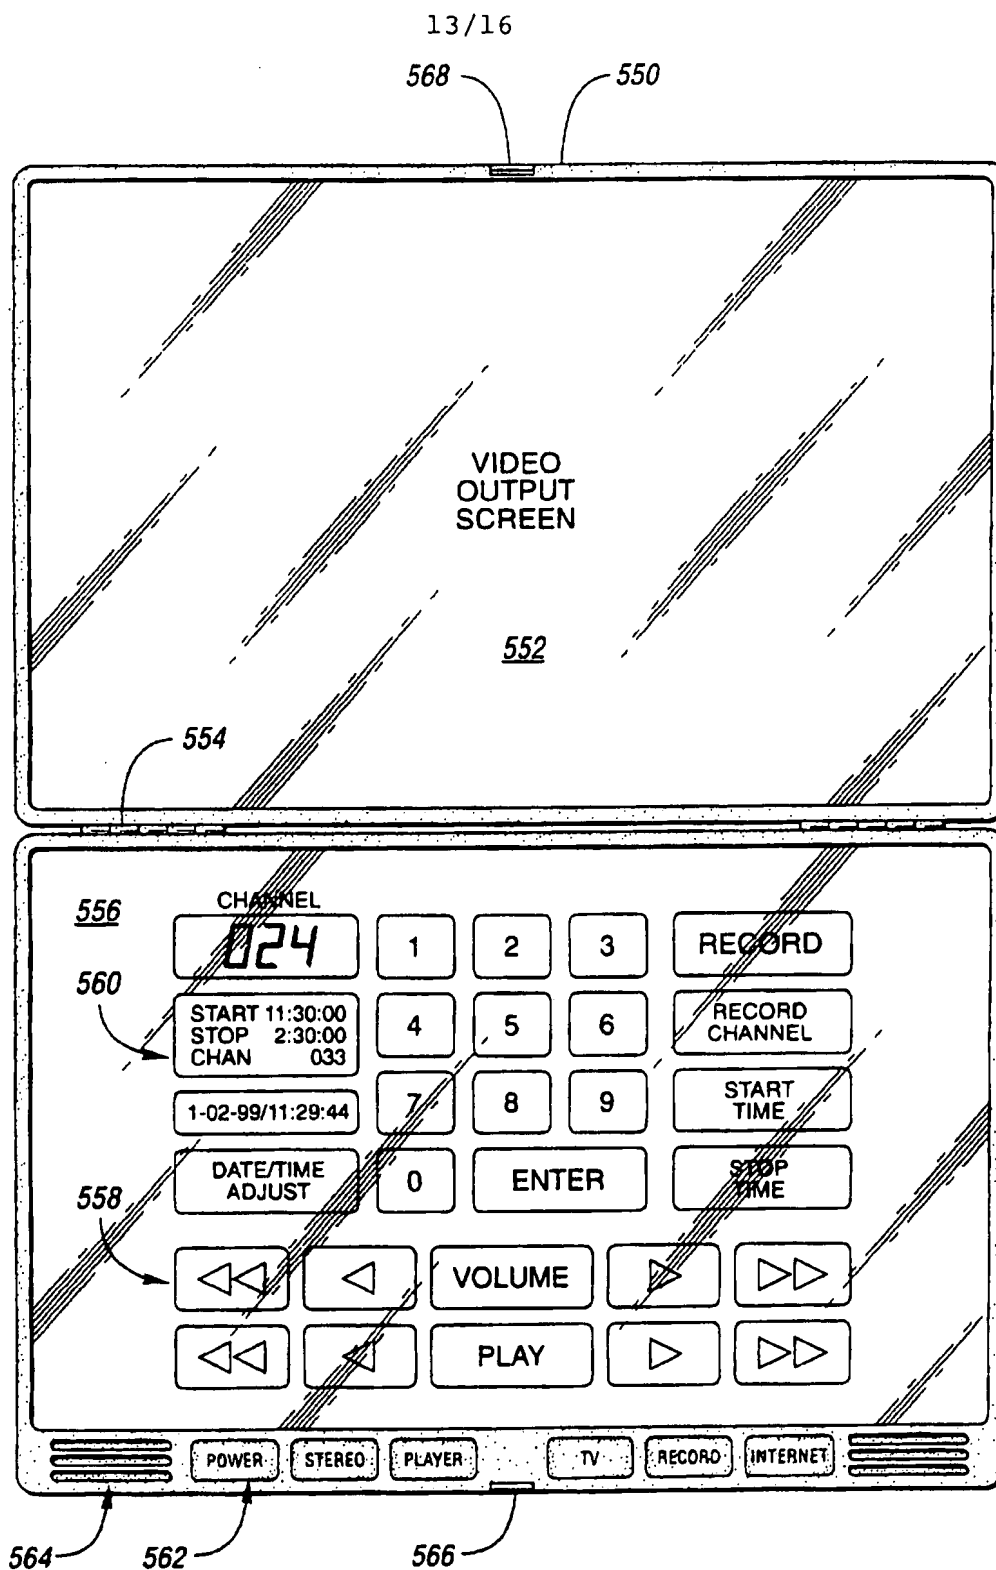 13/16
568
550
VIDEO
OUTPUT
SCREEN
552
554
556
CHANNEL
024
1
2
3
RECORD
560
START 11:30:00
STOP 2:30:00
CHAN 033
4
5
6
RECORD
CHANNEL
1-02-99/11:29:44
7
8
9
START
TIME
DATE/TIME
ADJUST
0
ENTER
STOP
TIME
558
VOLUME
PLAY
POWER
STEREO
PLAYER
TV
RECORD
INTERNET
564
562
566